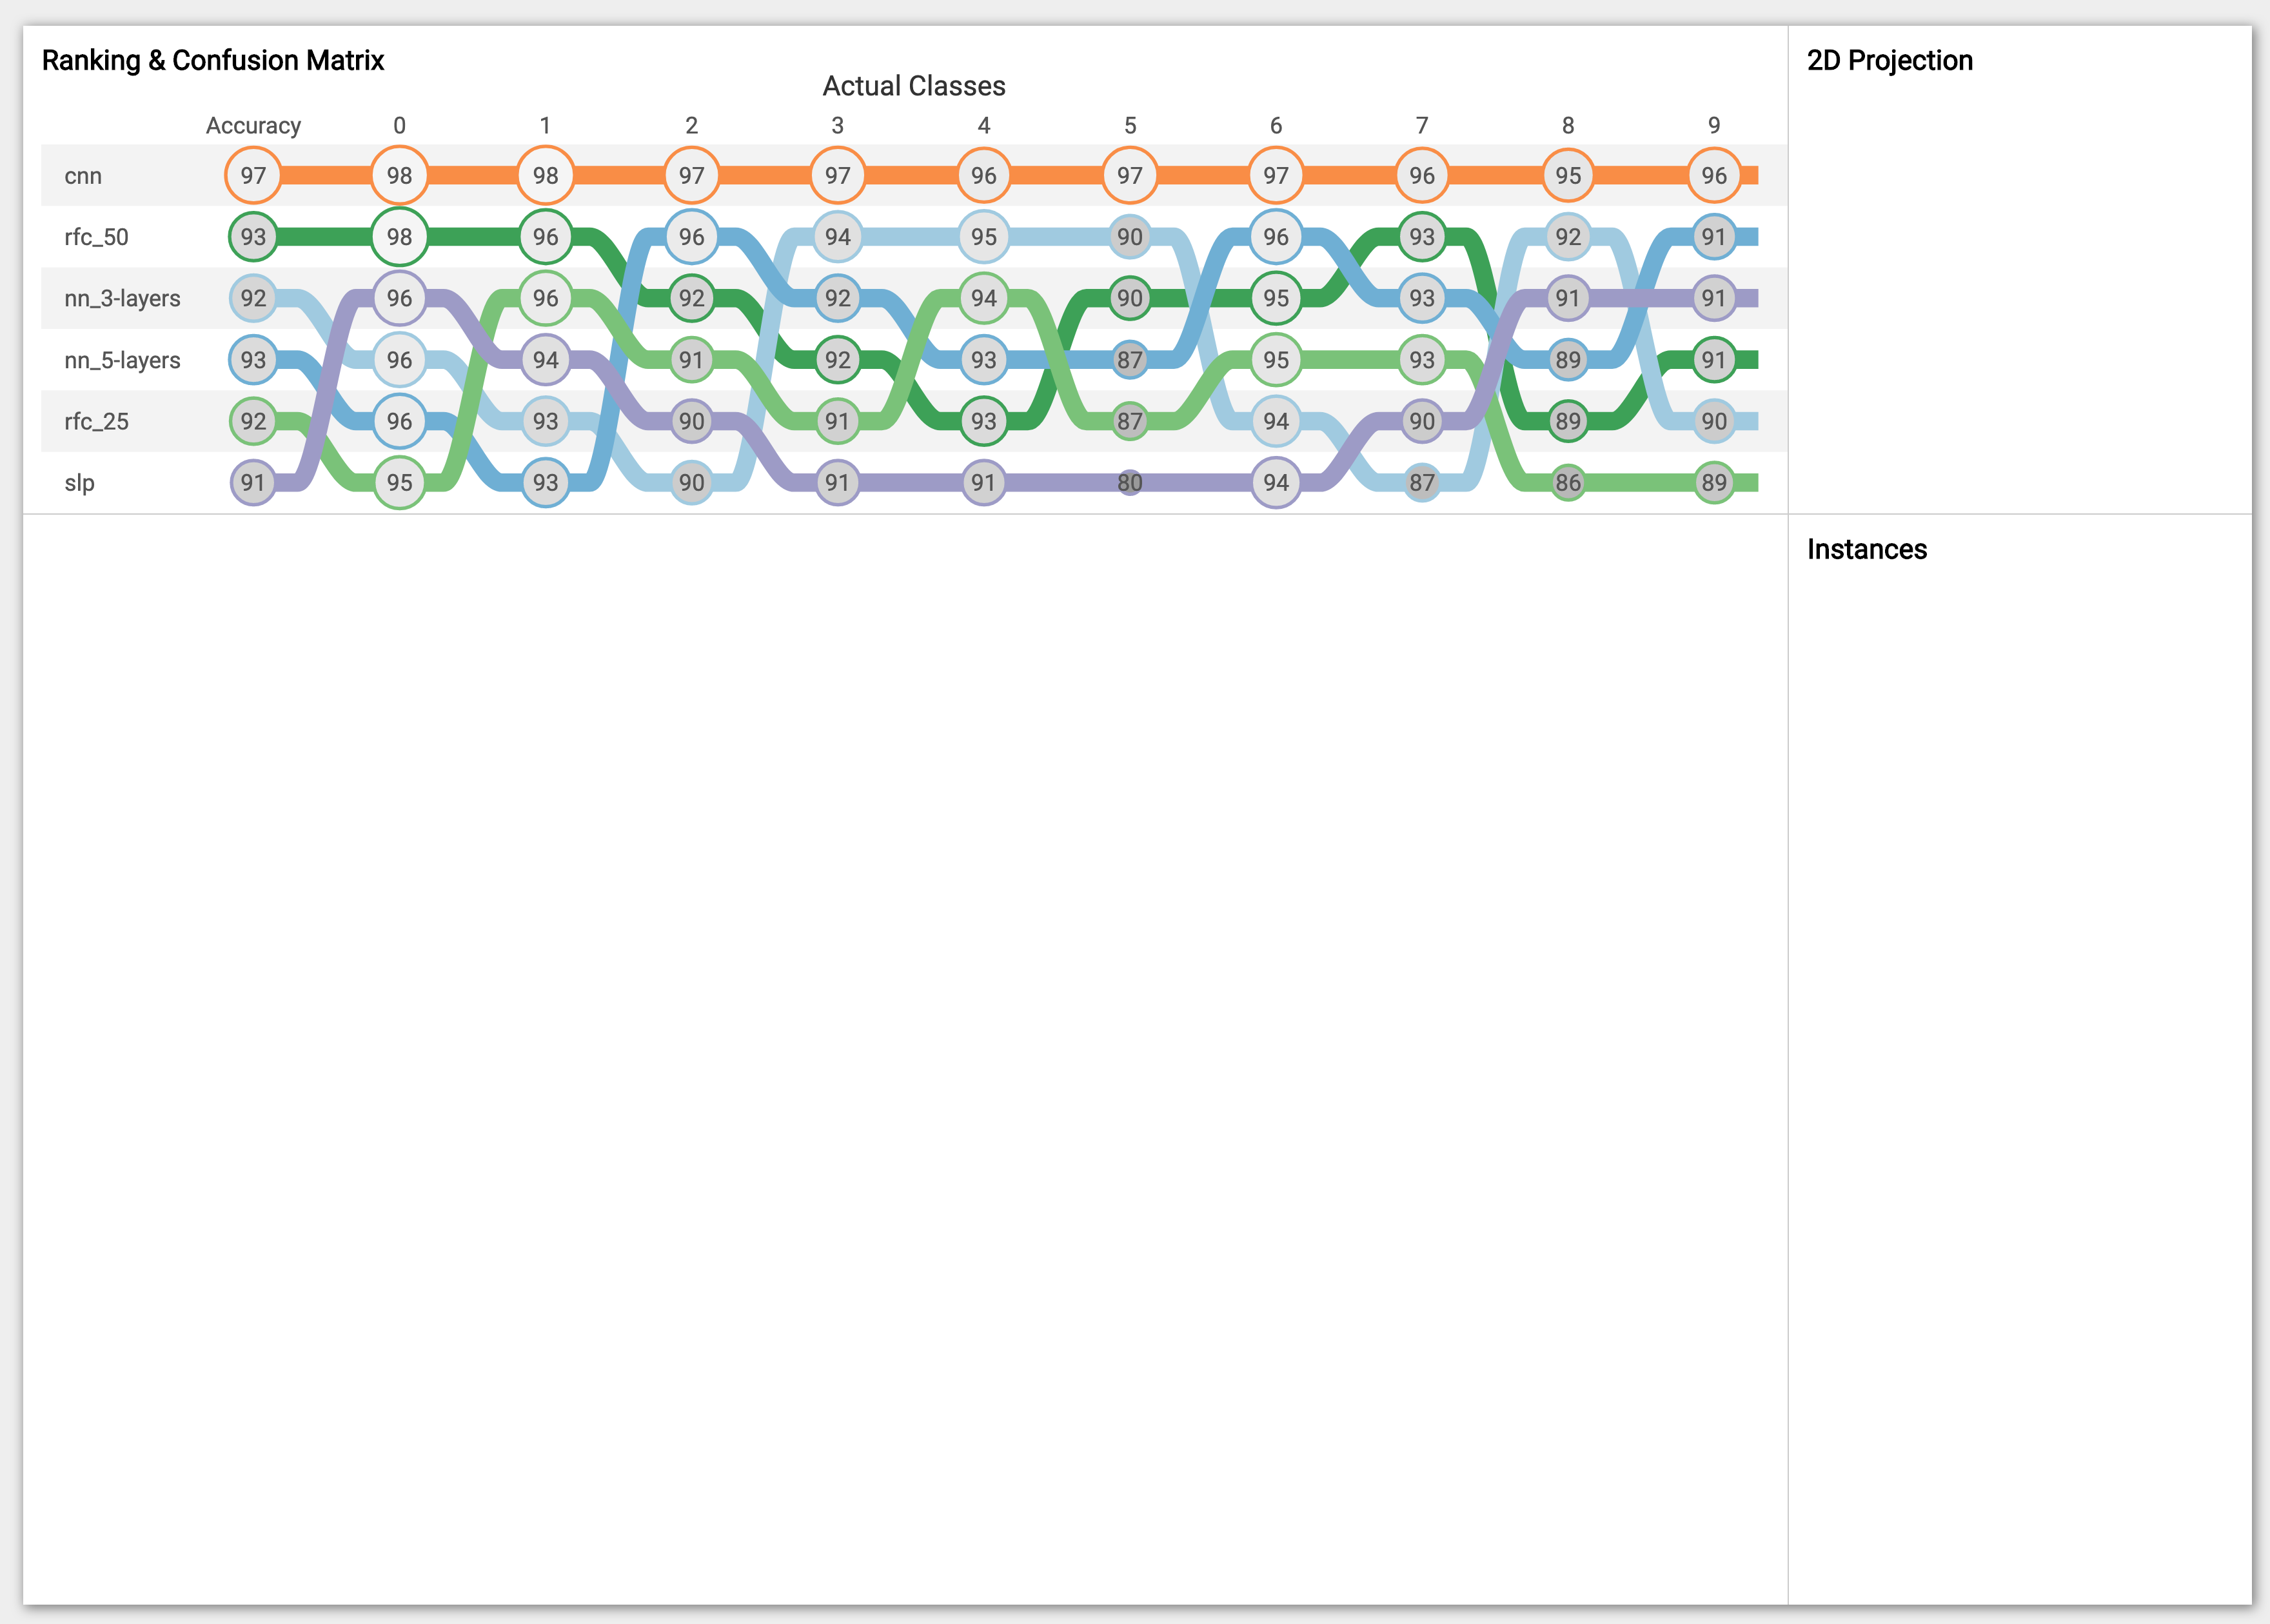 Ranking & Confusion Matrix
2D Projection
Actual Classes
Accuracy 0 1 2 3 4 5 6 7 8 9
cnn 97 98 98 97 97 96 97 97 96 95 96
rfc_50 93 98 96 96 94 95 90 96 93 92 91
nn_3-layers 92 96 96 92 92 94 90 95 93 91 91
nn_5-layers 93 96 94 91 92 93 87 95 93 89 91
rfc_25 92 96 93 90 91 93 87 94 90 89 90
slp 91 95 93 90 91 91 80 94 87 86 89
Instances